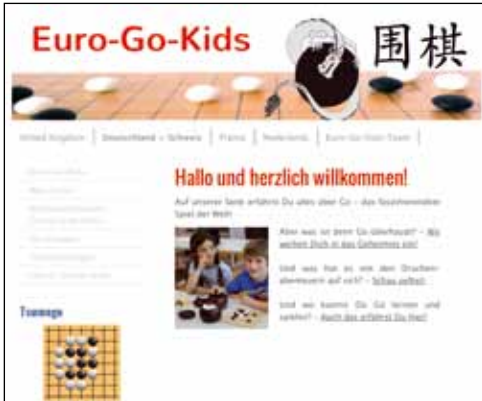 Euro-Go-Kids
围棋
United Kingdom | Deutschland + Schweiz | France | Nederlands | Euro-Go-Kids-Team |
Hallo und herzlich willkommen!
Auf unserer Seite erfährst Du alles über Go – das faszinierendste
Spiel der Welt!
Aber was ist denn Go überhaupt? – Wir
weihen Dich in das Geheimnis ein!
Und was hat es mit den Drachen-
abenteuern auf sich? – Schau selbst!
Und wo kannst Du Go lernen und
spielen? – Auch das erfährst Du hier!
Tsumego